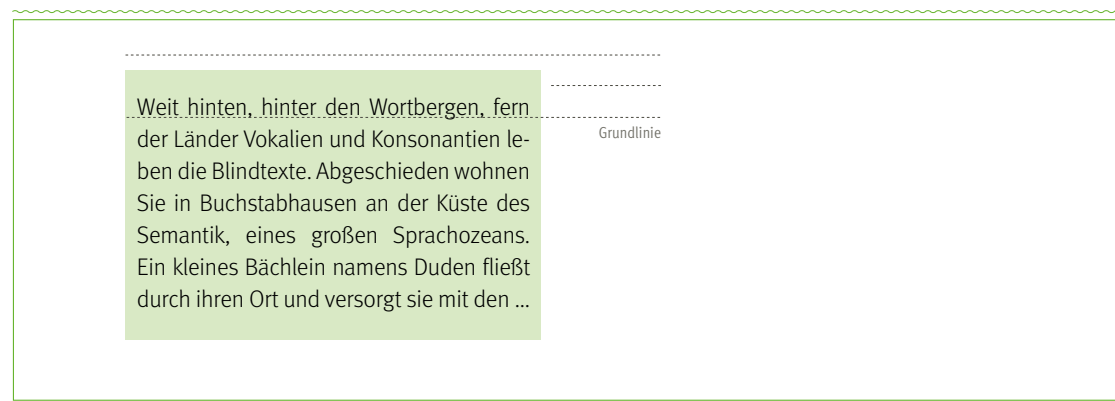 Weit hinten, hinter den Wortbergen, fern
der Länder Vokalien und Konsonantien le-
ben die Blindtexte. Abgeschieden wohnen
Sie in Buchstabhausen an der Küste des
Semantik, eines großen Sprachozeans.
Ein kleines Bächlein namens Duden fließt
durch ihren Ort und versorgt sie mit den ...
Grundlinie